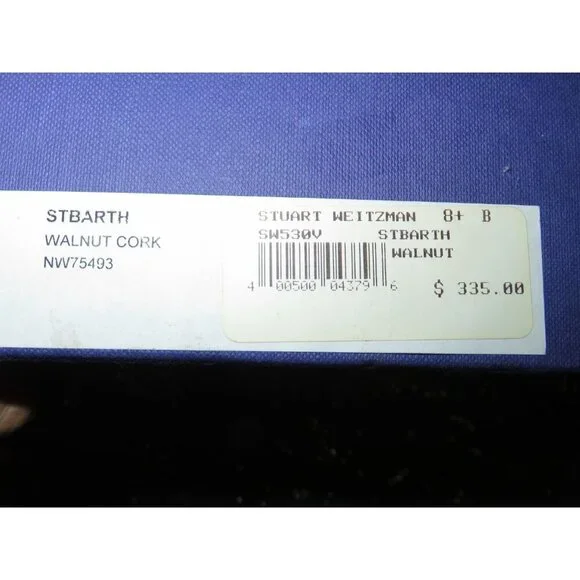 STBARTH
WALNUT CORK
NW75493
STUART WEITZMAN 8+ B
SW530V STBARTH
WALNUT
4 00500 04379 6
$ 335.00